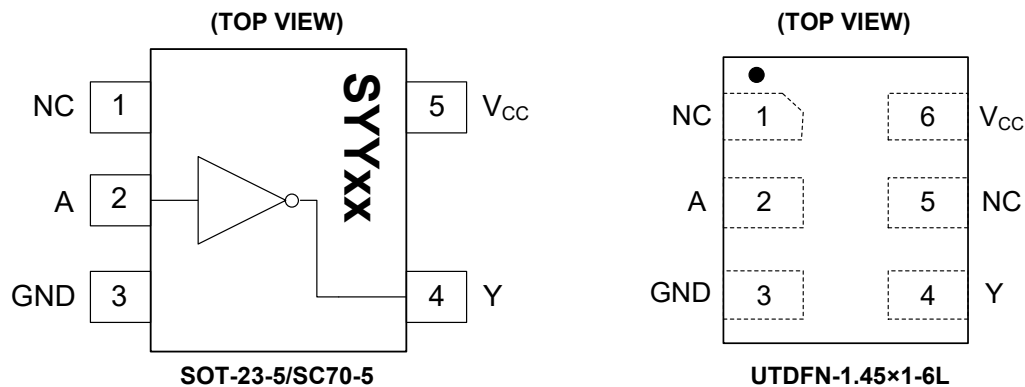 (TOP VIEW)
NC 1 5 VCC
A 2
GND 3 4 Y
SYYxx
SOT-23-5/SC70-5
(TOP VIEW)
NC 1 6 VCC
A 2 5 NC
GND 3 4 Y
UTDFN-1.45×1-6L